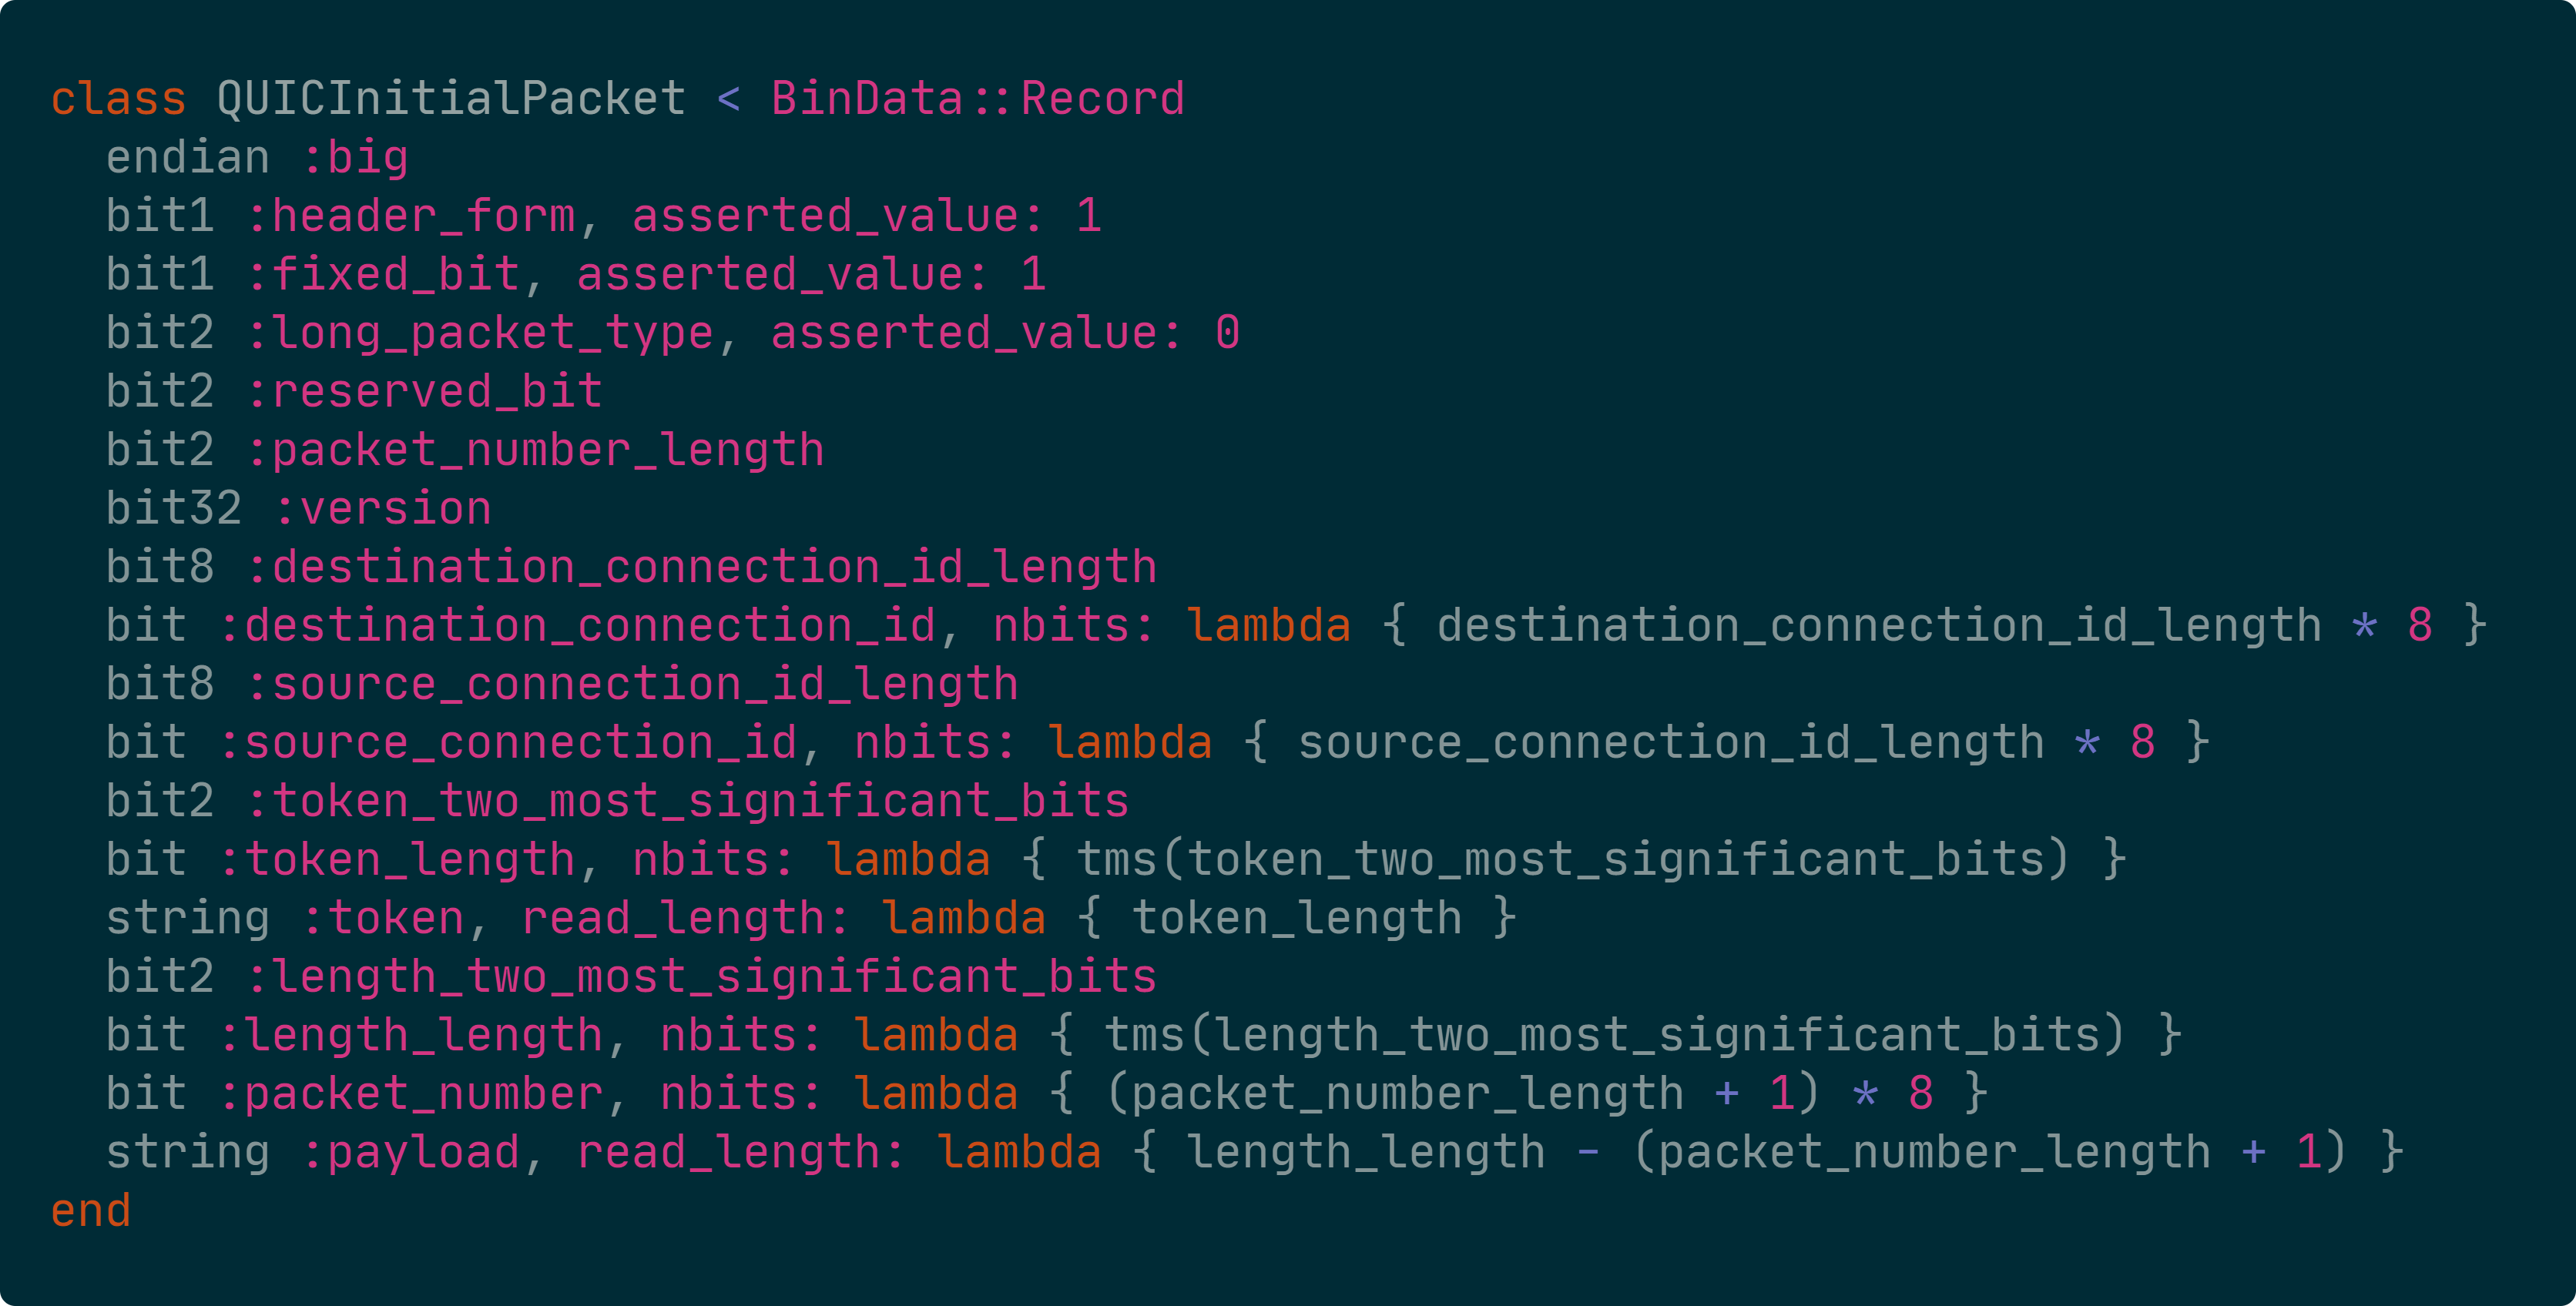 class QUICInitialPacket < BinData::Record
  endian :big
  bit1 :header_form, asserted_value: 1
  bit1 :fixed_bit, asserted_value: 1
  bit2 :long_packet_type, asserted_value: 0
  bit2 :reserved_bit
  bit2 :packet_number_length
  bit32 :version
  bit8 :destination_connection_id_length
  bit :destination_connection_id, nbits: lambda { destination_connection_id_length * 8 }
  bit8 :source_connection_id_length
  bit :source_connection_id, nbits: lambda { source_connection_id_length * 8 }
  bit2 :token_two_most_significant_bits
  bit :token_length, nbits: lambda { tms(token_two_most_significant_bits) }
  string :token, read_length: lambda { token_length }
  bit2 :length_two_most_significant_bits
  bit :length_length, nbits: lambda { tms(length_two_most_significant_bits) }
  bit :packet_number, nbits: lambda { (packet_number_length + 1) * 8 }
  string :payload, read_length: lambda { length_length - (packet_number_length + 1) }
end